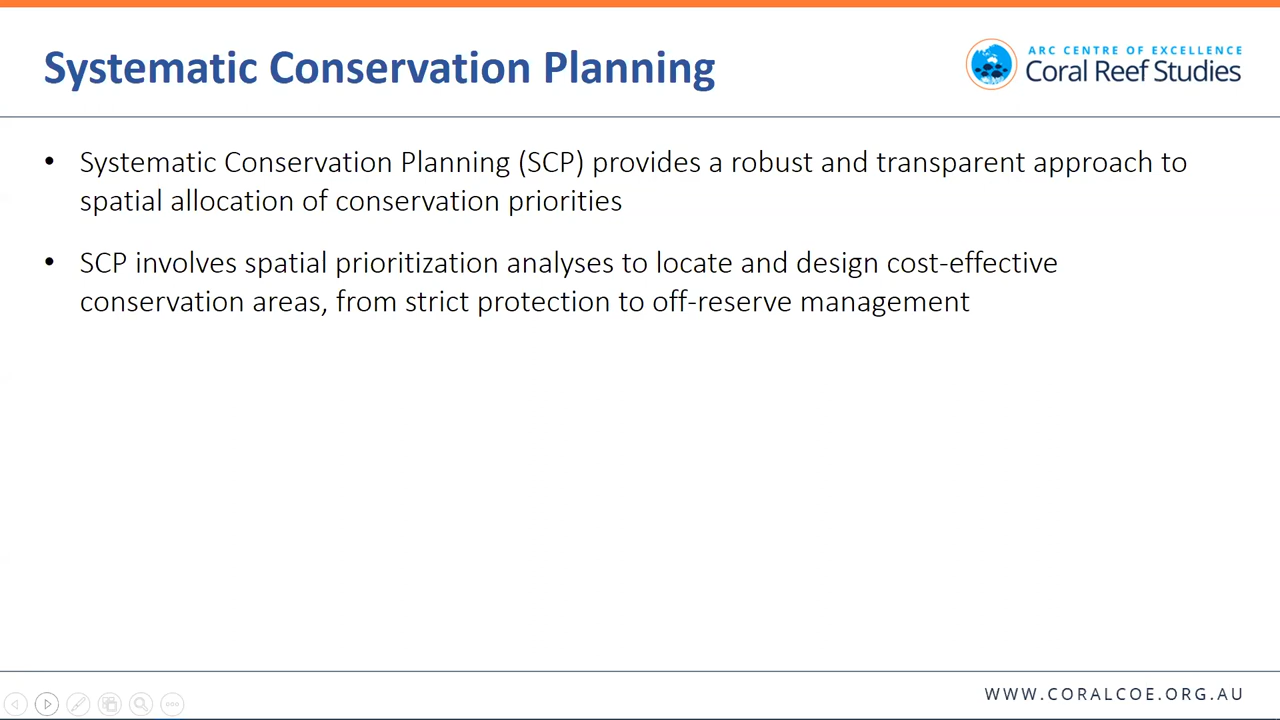 Systematic Conservation Planning
ARC CENTRE OF EXCELLENCE
Coral Reef Studies
• Systematic Conservation Planning (SCP) provides a robust and transparent approach to
spatial allocation of conservation priorities
• SCP involves spatial prioritization analyses to locate and design cost-effective
conservation areas, from strict protection to off-reserve management
WWW.CORALCOE.ORG.AU